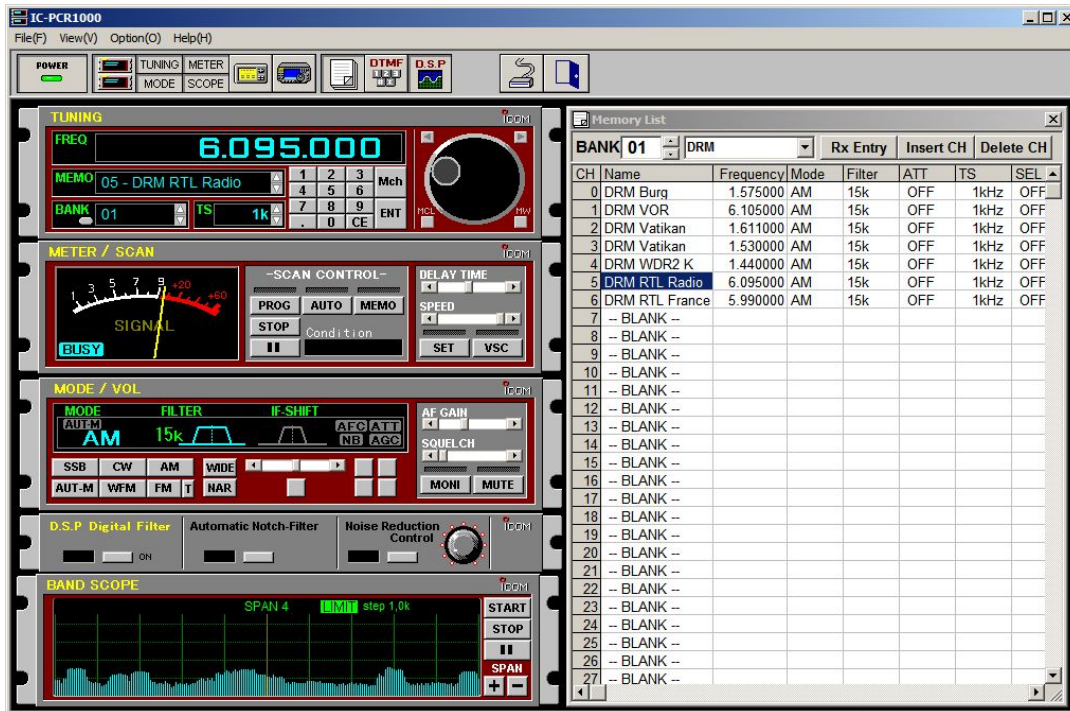 IC-PCR1000
File(F) View(V) Option(O) Help(H)
POWER TUNING METER DTMF D.S.P
MODE SCOPE 1 2 3
TUNING ICOM
FREQ 6.095.000
MEMO 05 - DRM RTL Radio 1 2 3 Mch
4 5 6
BANK 01 TS 1k 7 8 9 ENT
. 0 CE
MCL MW
METER / SCAN ICOM
1 3 5 7 9 +20 +60
SIGNAL
BUSY
-SCAN CONTROL-
PROG AUTO MEMO
STOP Condition
DELAY TIME
SPEED
SET VSC
MODE / VOL ICOM
MODE FILTER IF-SHIFT
AUT-M AFC ATT
AM 15k NB AGC
SSB CW AM WIDE
AUT-M WFM FM T NAR
AF GAIN
SQUELCH
MONI MUTE
D.S.P Digital Filter Automatic Notch-Filter Noise Reduction ICOM
Control
ON
BAND SCOPE ICOM
SPAN 4 LIMIT step 1,0k
START
STOP
SPAN
+ -
Memory List
BANK 01 DRM Rx Entry Insert CH Delete CH
CH Name Frequency Mode Filter ATT TS SEL
0 DRM Burg 1.575000 AM 15k OFF 1kHz OFF
1 DRM VOR 6.105000 AM 15k OFF 1kHz OFF
2 DRM Vatikan 1.611000 AM 15k OFF 1kHz OFF
3 DRM Vatikan 1.530000 AM 15k OFF 1kHz OFF
4 DRM WDR2 K 1.440000 AM 15k OFF 1kHz OFF
5 DRM RTL Radio 6.095000 AM 15k OFF 1kHz OFF
6 DRM RTL France 5.990000 AM 15k OFF 1kHz OFF
7 -- BLANK --
8 -- BLANK --
9 -- BLANK --
10 -- BLANK --
11 -- BLANK --
12 -- BLANK --
13 -- BLANK --
14 -- BLANK --
15 -- BLANK --
16 -- BLANK --
17 -- BLANK --
18 -- BLANK --
19 -- BLANK --
20 -- BLANK --
21 -- BLANK --
22 -- BLANK --
23 -- BLANK --
24 -- BLANK --
25 -- BLANK --
26 -- BLANK --
27 -- BLANK --